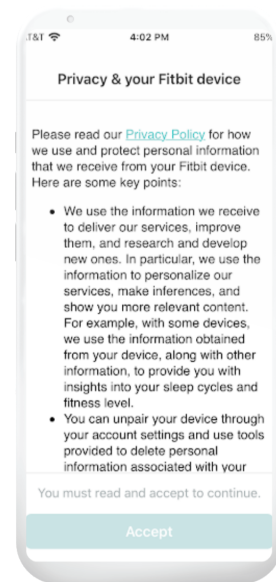 T&T 4:02 PM 85%
Privacy & your Fitbit device
Please read our Privacy Policy for how
we use and protect personal information
that we receive from your Fitbit device.
Here are some key points:
• We use the information we receive
to deliver our services, improve
them, and research and develop
new ones. In particular, we use the
information to personalize our
services, make inferences, and
show you more relevant content.
For example, with some devices,
we use the information obtained
from your device, along with other
information, to provide you with
insights into your sleep cycles and
fitness level.
• You can unpair your device through
your account settings and use tools
provided to delete personal
information associated with your
You must read and accept to continue.
Accept